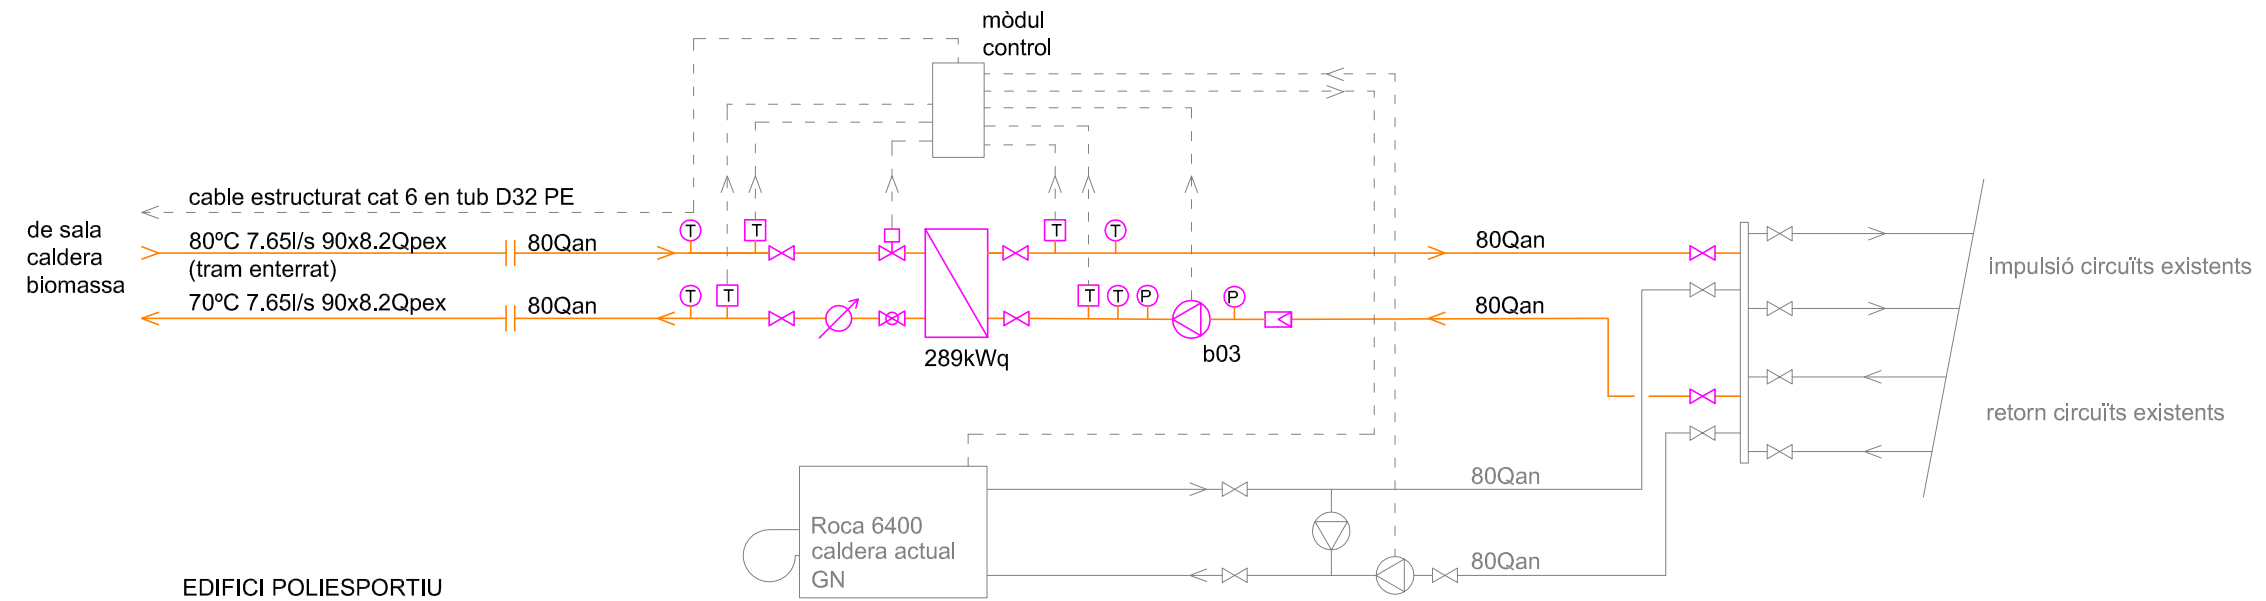 mòdul
control
cable estructurat cat 6 en tub D32 PE
de sala
caldera
biomassa
80ºC 7.65l/s 90x8.2Qpex
(tram enterrat)
70ºC 7.65l/s 90x8.2Qpex
80Qan
80Qan
T
T
T
T
T
T
T
T
P
P
289kWq
b03
80Qan
80Qan
impulsió circuïts existents
retorn circuïts existents
80Qan
80Qan
Roca 6400
caldera actual
GN
EDIFICI POLIESPORTIU